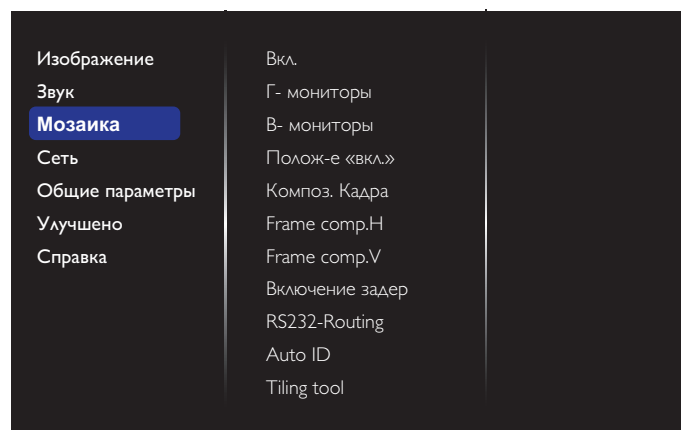 Изображение
Звук
Мозаика
Сеть
Общие параметры
Улучшено
Справка
Вкл.
Г- мониторы
В- мониторы
Полож-е «вкл.»
Композ. Кадра
Frame comp.H
Frame comp.V
Включение задер
RS232-Routing
Auto ID
Tiling tool